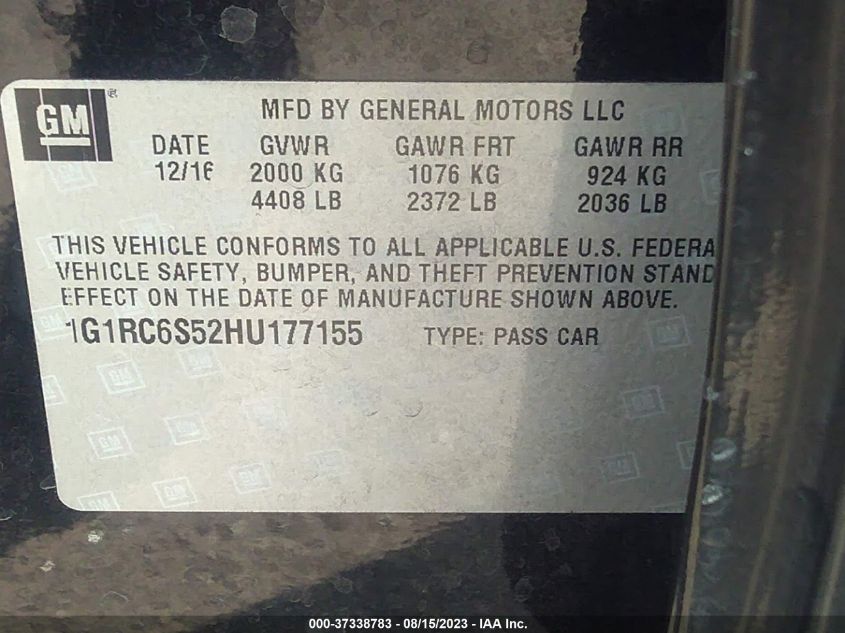 GM ®
MFD BY GENERAL MOTORS LLC
DATE GVWR GAWR FRT GAWR RR
12/16 2000 KG 1076 KG 924 KG
4408 LB 2372 LB 2036 LB
THIS VEHICLE CONFORMS TO ALL APPLICABLE U.S. FEDERA
VEHICLE SAFETY, BUMPER, AND THEFT PREVENTION STAND
EFFECT ON THE DATE OF MANUFACTURE SHOWN ABOVE.
1G1RC6S52HU177155 TYPE: PASS CAR
000-37338783 - 08/15/2023 - IAA Inc.